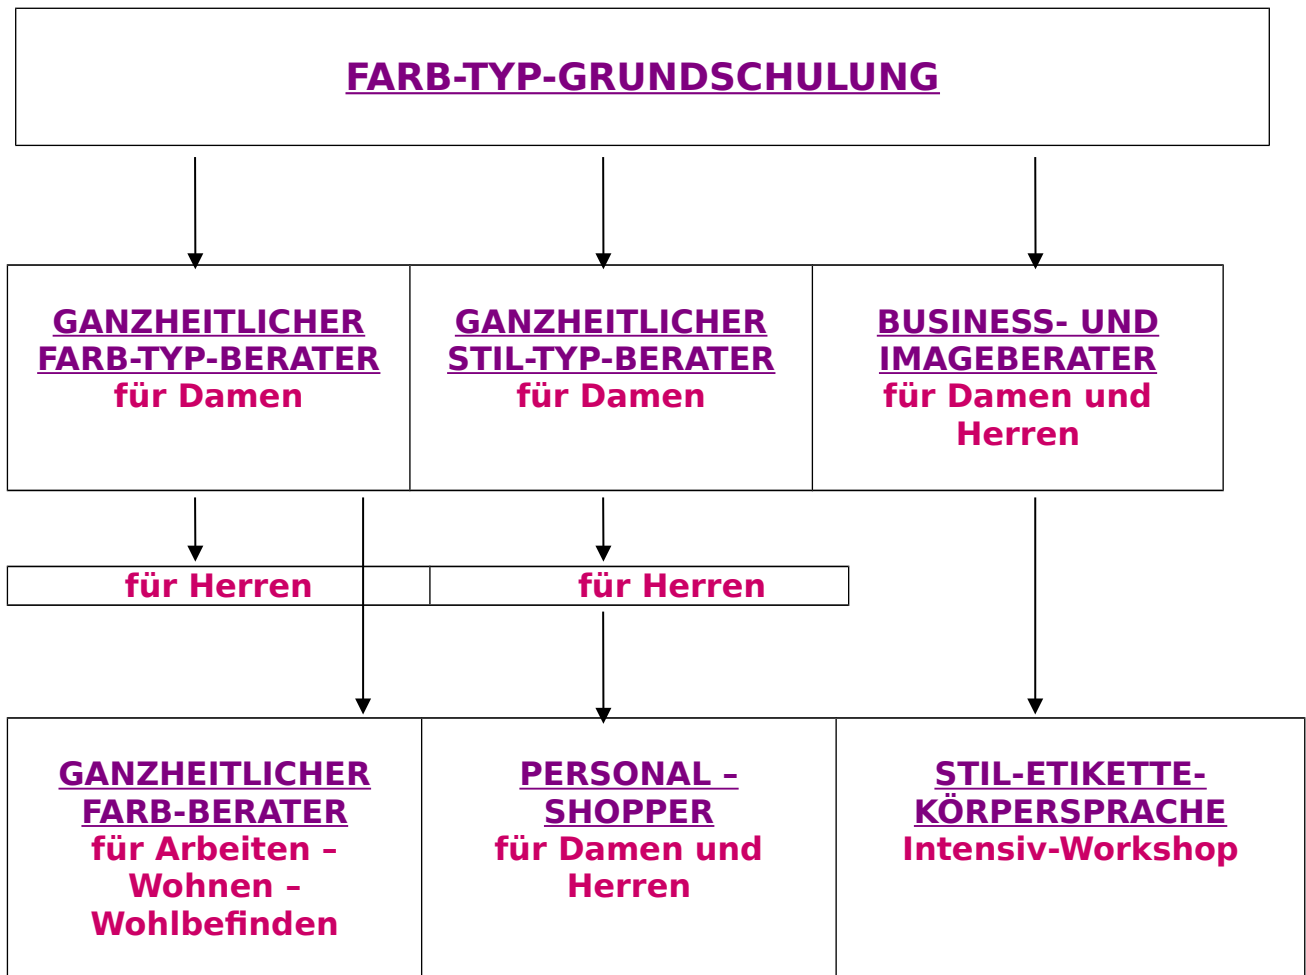 FARB-TYP-GRUNDSCHULUNG
GANZHEITLICHER
FARB-TYP-BERATER
für Damen
GANZHEITLICHER
STIL-TYP-BERATER
für Damen
BUSINESS- UND
IMAGEBERATER
für Damen und
Herren
für Herren
für Herren
GANZHEITLICHER
FARB-BERATER
für Arbeiten –
Wohnen –
Wohlbefinden
PERSONAL –
SHOPPER
für Damen und
Herren
STIL-ETIKETTE-
KÖRPERSPRACHE
Intensiv-Workshop